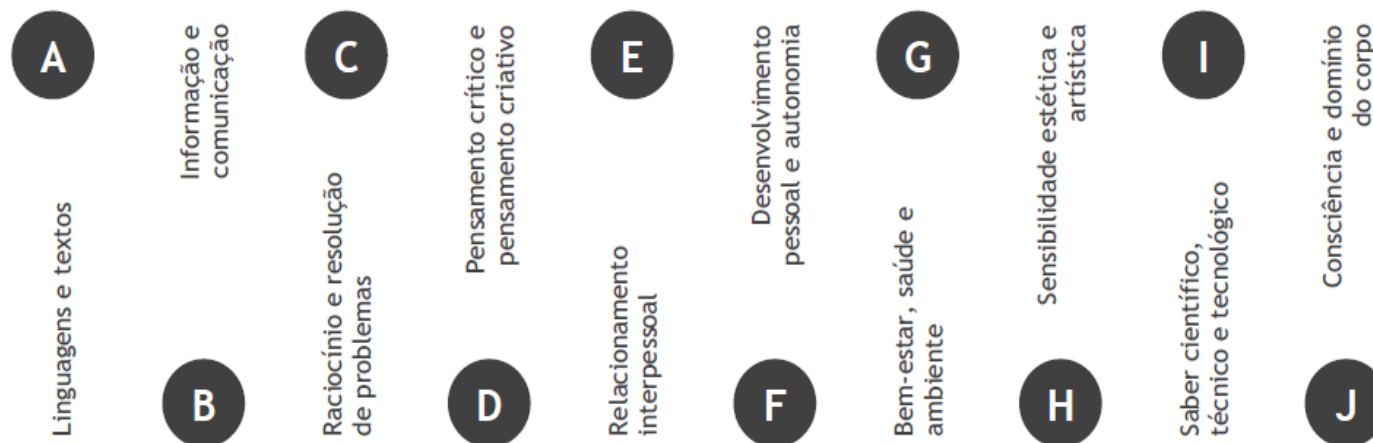 A
Linguagens e textos
B
Informação e
comunicação
C
Raciocínio e resolução
de problemas
D
Pensamento crítico e
pensamento criativo
E
Relacionamento
interpessoal
F
Desenvolvimento
pessoal e autonomia
G
Bem-estar, saúde e
ambiente
H
Sensibilidade estética e
artística
I
Saber científico,
técnico e tecnológico
J
Consciência e domínio
do corpo